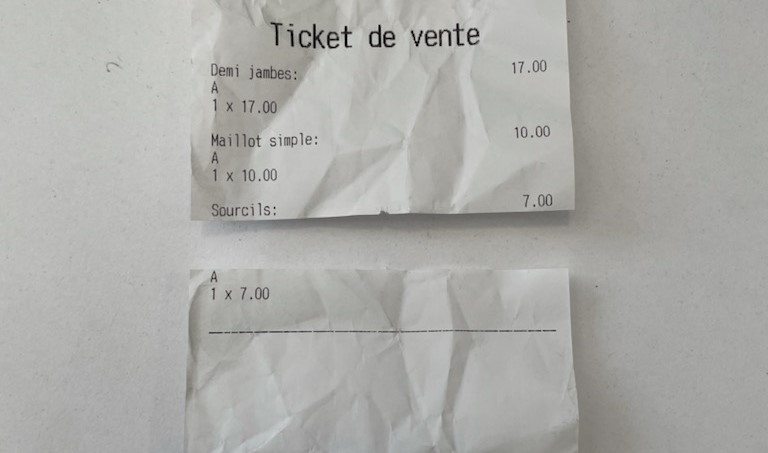 Ticket de vente
Demi jambes: 17.00
A
1 x 17.00
Maillot simple: 10.00
A
1 x 10.00
Sourcils: 7.00
A
1 x 7.00